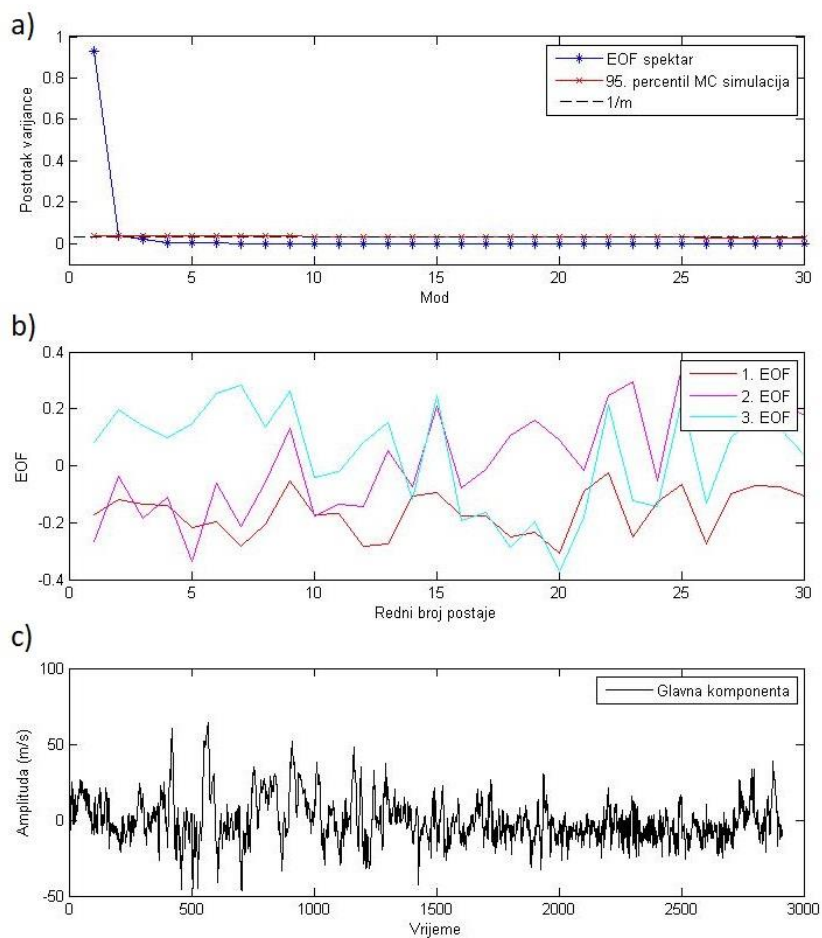 a)
1
0.8
0.6
0.4
0.2
0
Postotak varijance
EOF spektar
95. percentil MC simulacija
1/m
0 5 10 15 20 25 30
Mod
b)
0.4
0.2
0
-0.2
-0.4
EOF
1. EOF
2. EOF
3. EOF
0 5 10 15 20 25 30
Redni broj postaje
c)
100
50
0
-50
Amplituda (m/s)
Glavna komponenta
0 500 1000 1500 2000 2500 3000
Vrijeme